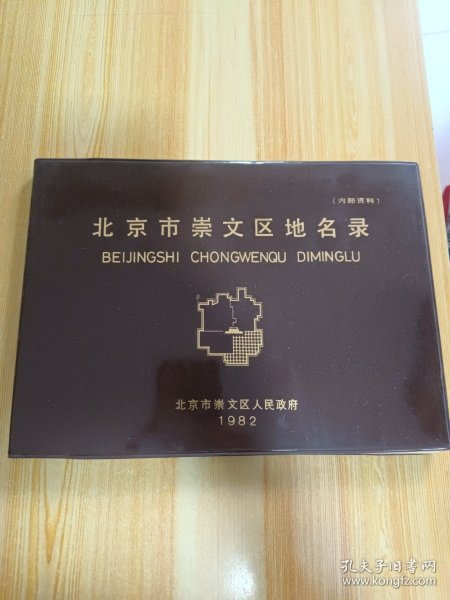 （内部资料）
北京市崇文区地名录
BEIJINGSHI CHONGWENQU DIMINGLU
北京市崇文区人民政府
1982
孔夫子旧书网
www.kongfz.com